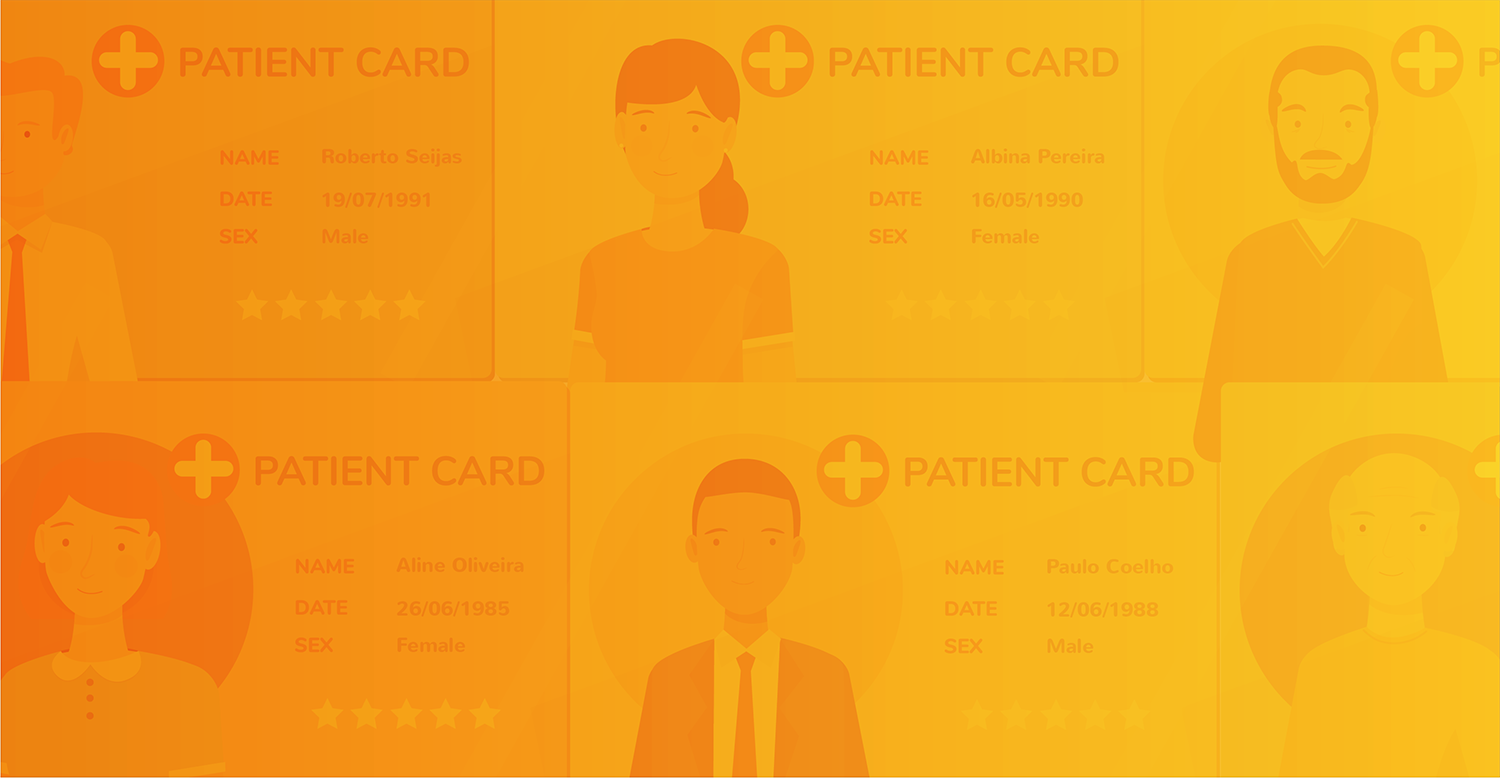 PATIENT CARD
NAME Roberto Seijas
DATE 19/07/1991
SEX Male
PATIENT CARD
NAME Albina Pereira
DATE 16/05/1990
SEX Female
P
PATIENT CARD
NAME Aline Oliveira
DATE 26/06/1985
SEX Female
PATIENT CARD
NAME Paulo Coelho
DATE 12/06/1988
SEX Male